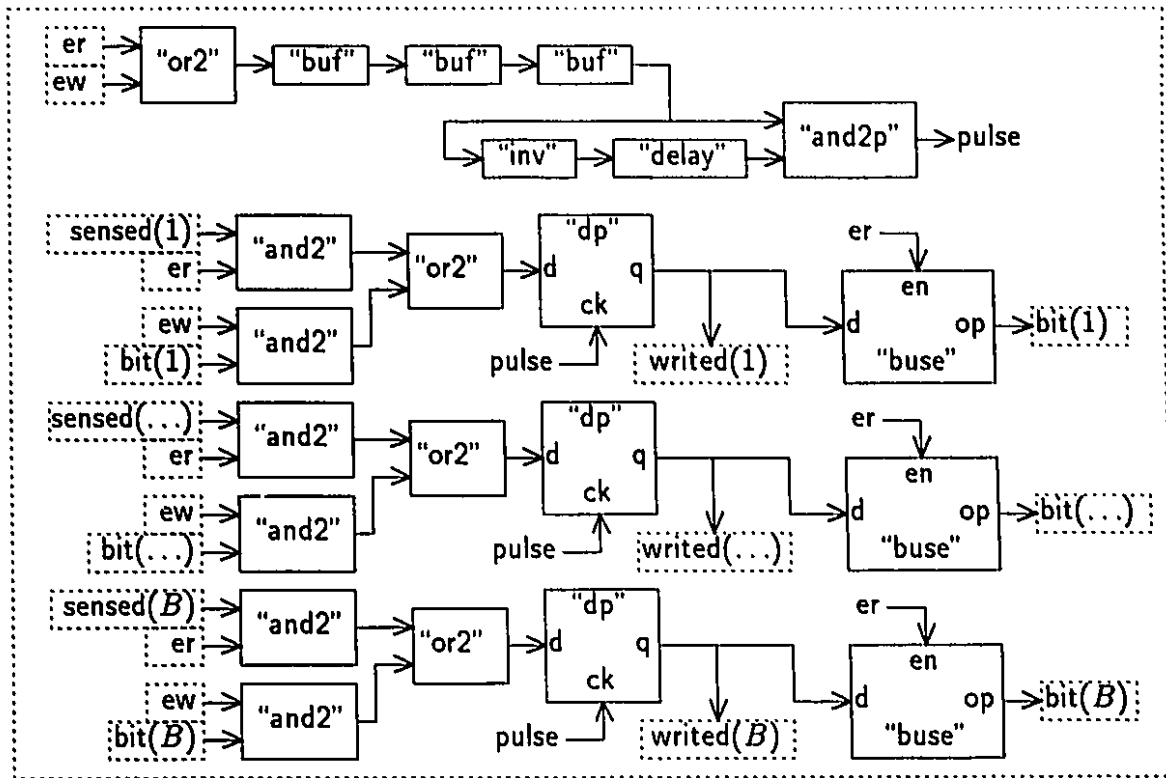 er
ew
"or2"
"buf"
"buf"
"buf"
"inv"
"delay"
"and2p"
pulse
sensed(1)
er
"and2"
ew
bit(1)
"and2"
"or2"
"dp"
d
q
ck
pulse
writed(1)
er
en
d
op
"buse"
bit(1)
sensed(...)
er
"and2"
ew
bit(...)
"and2"
"or2"
"dp"
d
q
ck
pulse
writed(...)
er
en
d
op
"buse"
bit(...)
sensed(B)
er
"and2"
ew
bit(B)
"and2"
"or2"
"dp"
d
q
ck
pulse
writed(B)
er
en
d
op
"buse"
bit(B)